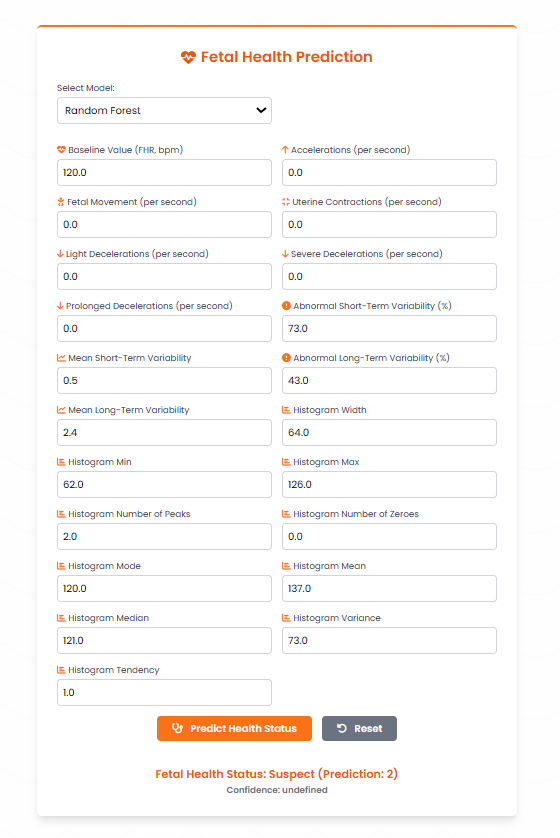 Fetal Health Prediction
Select Model:
Random Forest
Baseline Value (FHR, bpm)
Accelerations (per second)
120.0
0.0
Fetal Movement (per second)
Uterine Contractions (per second)
0.0
0.0
Light Decelerations (per second)
Severe Decelerations (per second)
0.0
0.0
Prolonged Decelerations (per second)
Abnormal Short-Term Variability (%)
0.0
73.0
Mean Short-Term Variability
Abnormal Long-Term Variability (%)
0.5
43.0
Mean Long-Term Variability
Histogram Width
2.4
64.0
Histogram Min
Histogram Max
62.0
126.0
Histogram Number of Peaks
Histogram Number of Zeroes
2.0
0.0
Histogram Mode
Histogram Mean
120.0
137.0
Histogram Median
Histogram Variance
121.0
73.0
Histogram Tendency
1.0
Predict Health Status
Reset
Fetal Health Status: Suspect (Prediction: 2)
Confidence: undefined